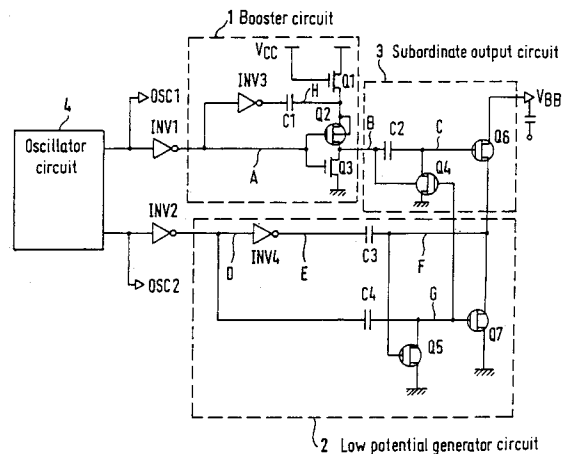 1 Booster circuit
3 Subordinate output circuit
VCC
Q1
INV3
H
C1
Q2
VBB
4
OSC1
INV1
B
C2
C
Q6
Oscillator
circuit
A
Q3
Q4
INV2
D
INV4
E
C3
F
OSC2
C4
G
Q7
Q5
2 Low potential generator circuit